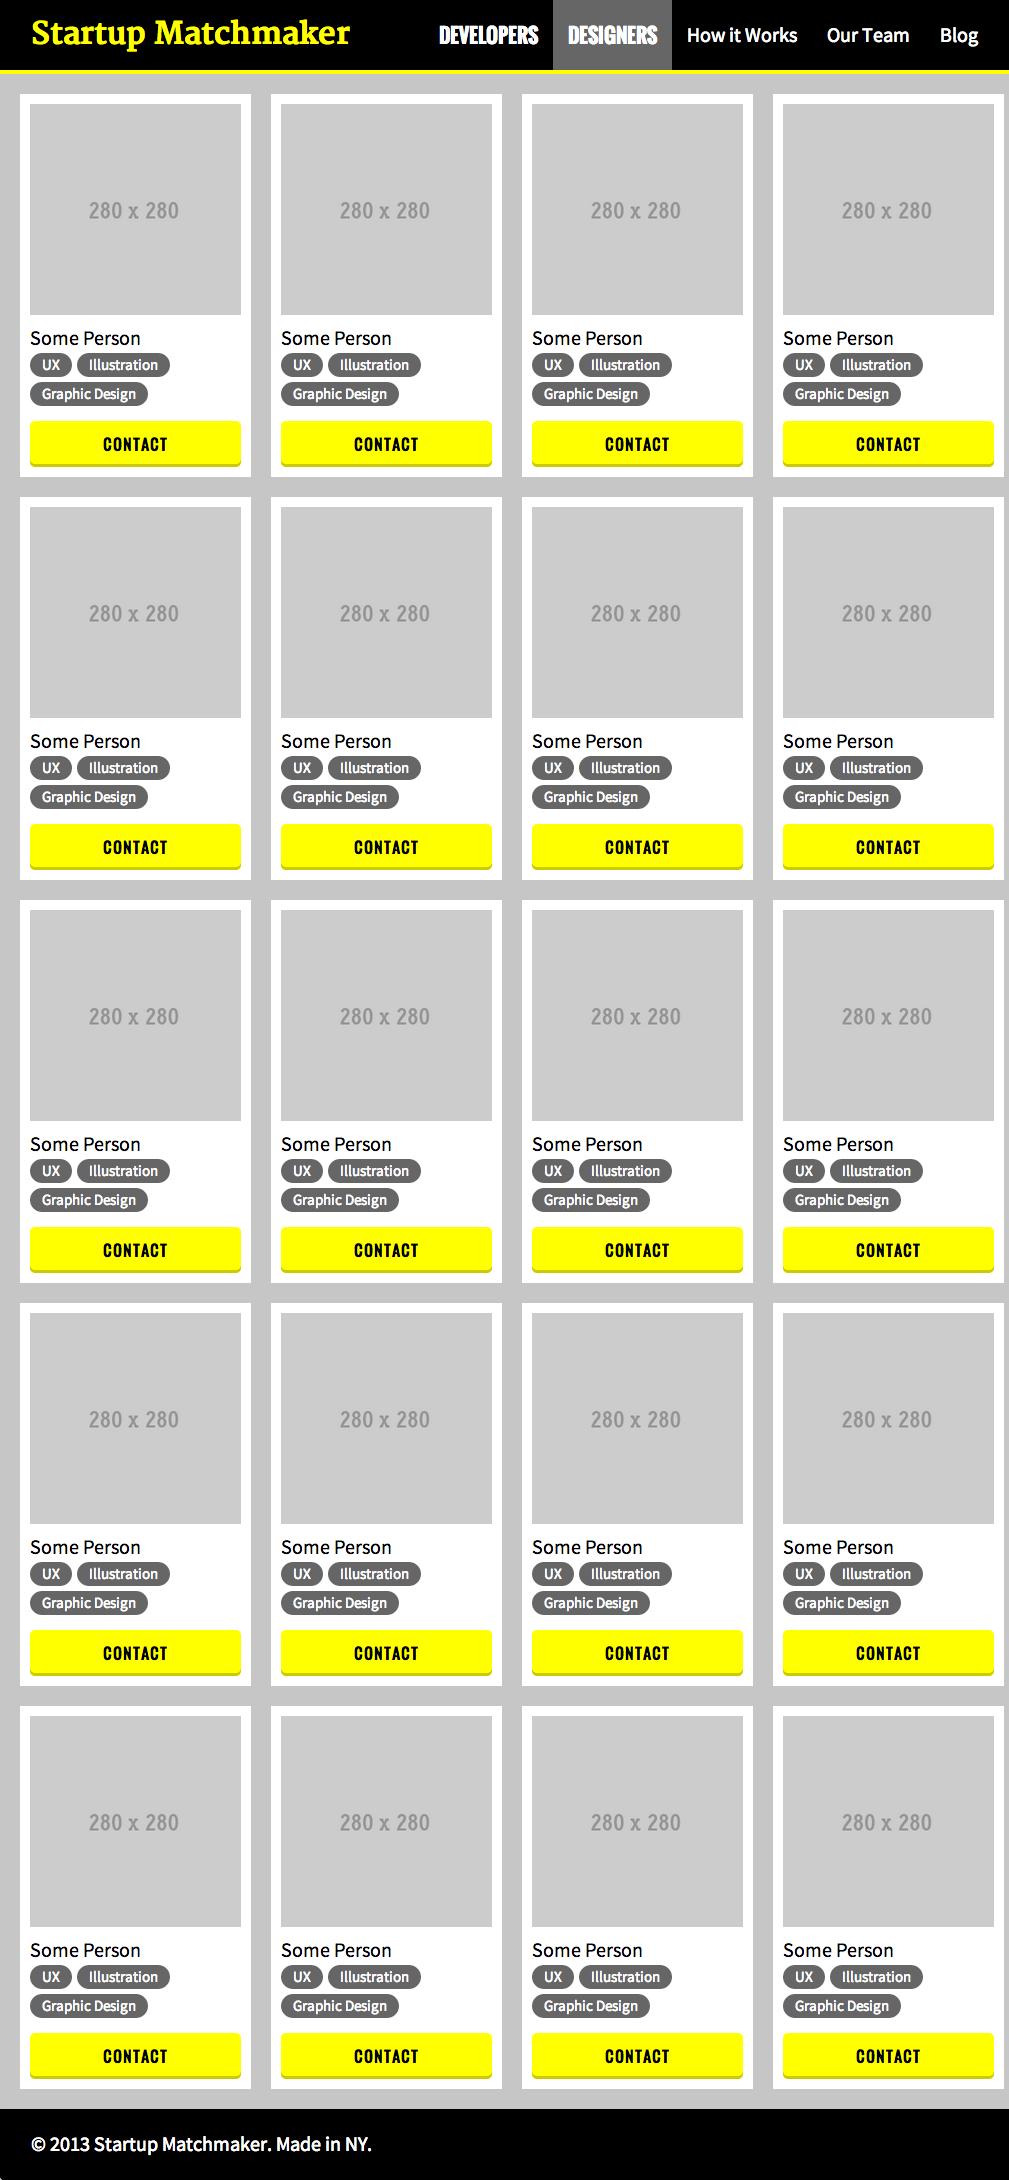 Startup Matchmaker DEVELOPERS DESIGNERS How it Works Our Team Blog
280 x 280 280 x 280 280 x 280 280 x 280
Some Person Some Person Some Person Some Person
UX Illustration UX Illustration UX Illustration UX Illustration
Graphic Design Graphic Design Graphic Design Graphic Design
CONTACT CONTACT CONTACT CONTACT
280 x 280 280 x 280 280 x 280 280 x 280
Some Person Some Person Some Person Some Person
UX Illustration UX Illustration UX Illustration UX Illustration
Graphic Design Graphic Design Graphic Design Graphic Design
CONTACT CONTACT CONTACT CONTACT
280 x 280 280 x 280 280 x 280 280 x 280
Some Person Some Person Some Person Some Person
UX Illustration UX Illustration UX Illustration UX Illustration
Graphic Design Graphic Design Graphic Design Graphic Design
CONTACT CONTACT CONTACT CONTACT
280 x 280 280 x 280 280 x 280 280 x 280
Some Person Some Person Some Person Some Person
UX Illustration UX Illustration UX Illustration UX Illustration
Graphic Design Graphic Design Graphic Design Graphic Design
CONTACT CONTACT CONTACT CONTACT
280 x 280 280 x 280 280 x 280 280 x 280
Some Person Some Person Some Person Some Person
UX Illustration UX Illustration UX Illustration UX Illustration
Graphic Design Graphic Design Graphic Design Graphic Design
CONTACT CONTACT CONTACT CONTACT
© 2013 Startup Matchmaker. Made in NY.